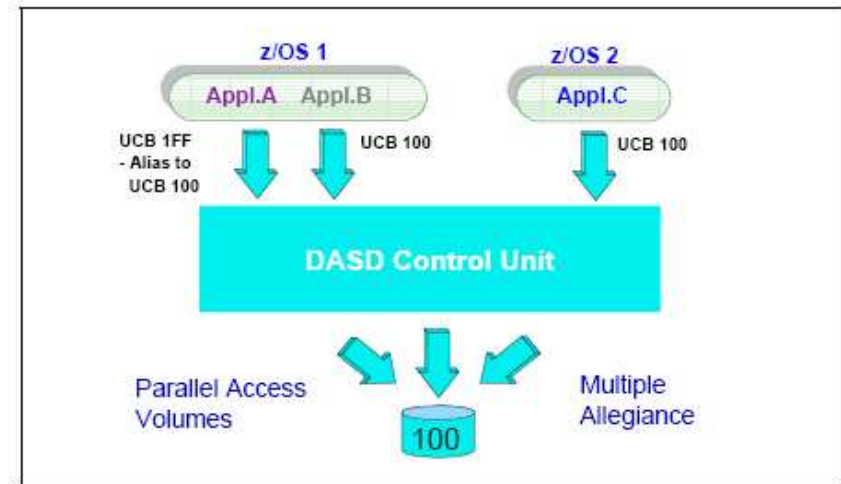 z/OS 1
z/OS 2
Appl.A Appl.B
Appl.C
UCB 1FF
- Alias to
UCB 100
UCB 100
UCB 100
DASD Control Unit
Parallel Access
Volumes
Multiple
Allegiance
100